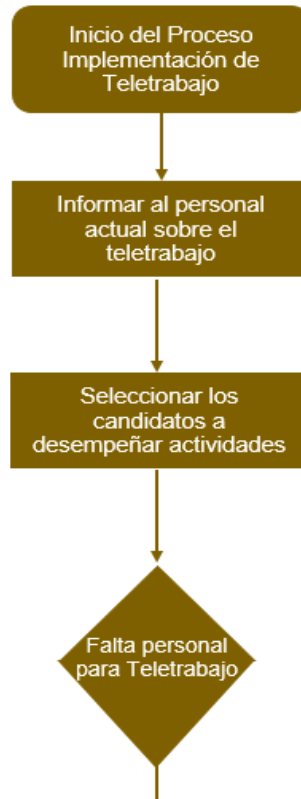 Inicio del Proceso
Implementación de
Teletrabajo
Informar al personal
actual sobre el
teletrabajo
Seleccionar los
candidatos a
desempeñar actividades
Falta personal
para Teletrabajo